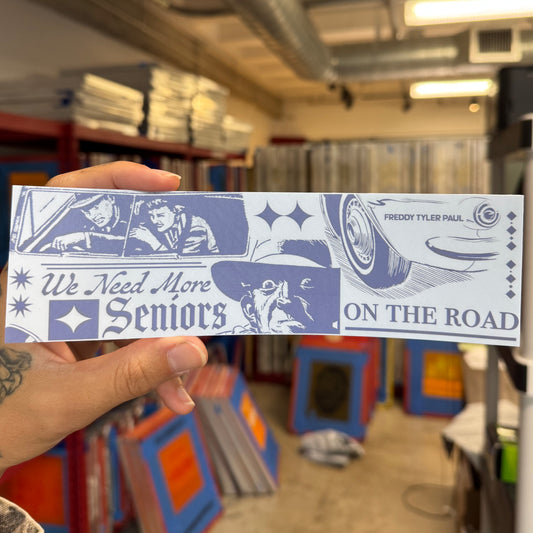 We Need More
Seniors
FREDDY TYLER PAUL
ON THE ROAD